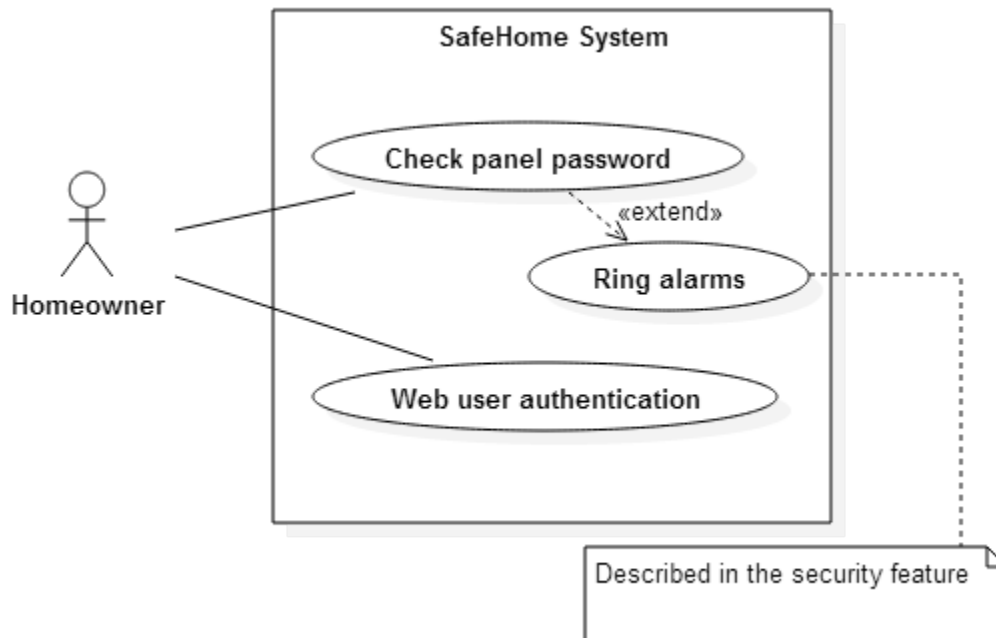 SafeHome System
Check panel password
«extend»
Ring alarms
Homeowner
Web user authentication
Described in the security feature